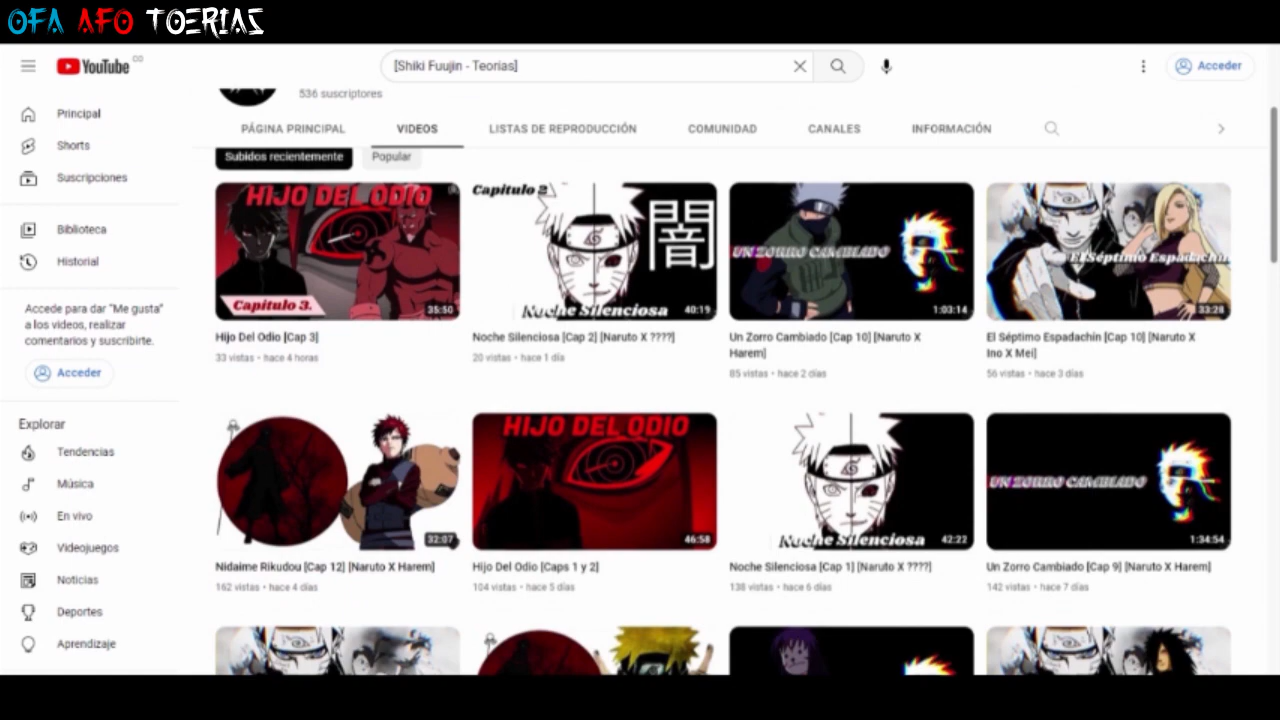 OFA AFO TOERIAS
YouTube CO
[Shiki Fuujin - Teorias]
Acceder
536 suscriptores
Principal
Shorts
Suscripciones
Biblioteca
Historial
Accede para dar "Me gusta"
a los videos, realizar
comentarios y suscribirte.
Acceder
Explorar
Tendencias
Música
En vivo
Videojuegos
Noticias
Deportes
Aprendizaje
PÁGINA PRINCIPAL
VIDEOS
LISTAS DE REPRODUCCIÓN
COMUNIDAD
CANALES
INFORMACIÓN
Subidos recientemente
Popular
HIJO DEL ODIO
Capitulo 3.
35:50
Hijo Del Odio [Cap 3]
33 vistas • hace 4 horas
Capitulo 2
闇
Noche Silenciosa
40:19
Noche Silenciosa [Cap 2] [Naruto X ????]
20 vistas • hace 1 día
UN ZORRO CAMBIADO
1:03:14
Un Zorro Cambiado [Cap 10] [Naruto X
Harem]
85 vistas • hace 2 días
El Séptimo Espadachin
33:28
El Séptimo Espadachín [Cap 10] [Naruto X
Ino X Mei]
56 vistas • hace 3 días
32:07
Nidaime Rikudou [Cap 12] [Naruto X Harem]
162 vistas • hace 4 días
HIJO DEL ODIO
46:58
Hijo Del Odio [Caps 1 y 2]
104 vistas • hace 5 días
Noche Silenciosa
42:22
Noche Silenciosa [Cap 1] [Naruto X ????]
138 vistas • hace 6 días
UN ZORRO CAMBIADO
1:34:54
Un Zorro Cambiado [Cap 9] [Naruto X Harem]
142 vistas • hace 7 días